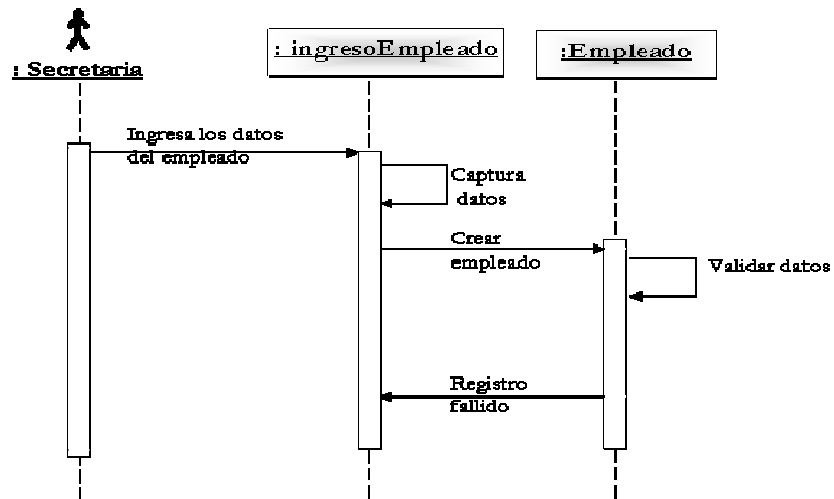 : Secretaria
: ingresoEmpleado
:Empleado
Ingresa los datos
del empleado
Captura
datos
Crear
empleado
Validar datos
Registro
fallido